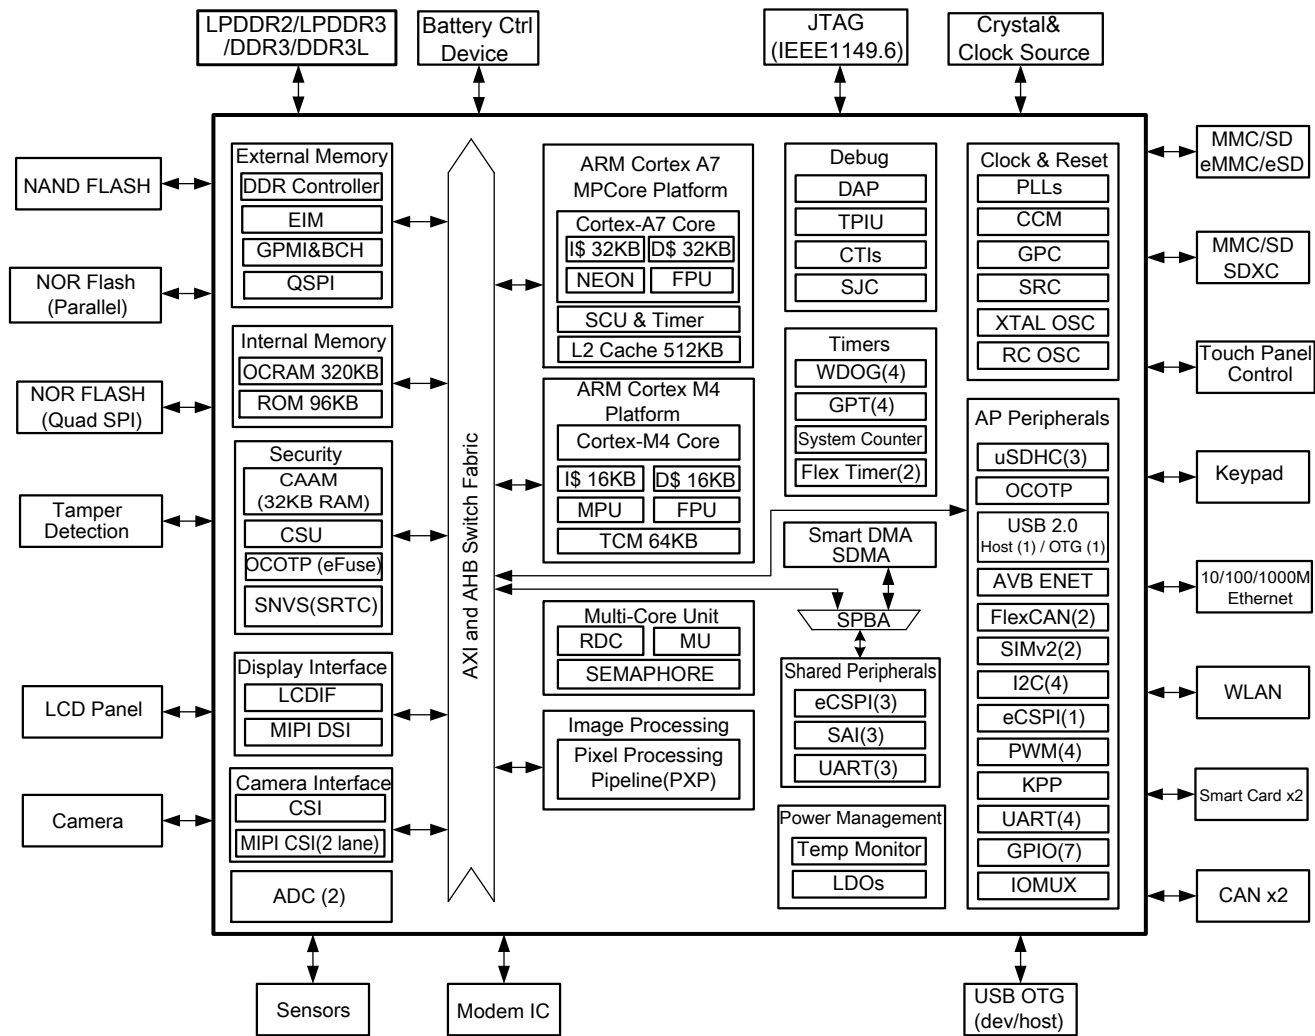 LPDDR2/LPDDR3
/DDR3/DDR3L
Battery Ctrl
Device
JTAG
(IEEE1149.6)
Crystal&
Clock Source
NAND FLASH
NOR Flash
(Parallel)
NOR FLASH
(Quad SPI)
Tamper
Detection
LCD Panel
Camera
External Memory
DDR Controller
EIM
GPMI&BCH
QSPI
Internal Memory
OCRAM 320KB
ROM 96KB
Security
CAAM
(32KB RAM)
CSU
OCOTP (eFuse)
SNVS(SRTC)
Display Interface
LCDIF
MIPI DSI
Camera Interface
CSI
MIPI CSI(2 lane)
ADC (2)
AXI and AHB Switch Fabric
ARM Cortex A7
MPCore Platform
Cortex-A7 Core
I$ 32KB
D$ 32KB
NEON
FPU
SCU & Timer
L2 Cache 512KB
ARM Cortex M4
Platform
Cortex-M4 Core
I$ 16KB
D$ 16KB
MPU
FPU
TCM 64KB
Multi-Core Unit
RDC
MU
SEMAPHORE
Image Processing
Pixel Processing
Pipeline(PXP)
Debug
DAP
TPIU
CTIs
SJC
Timers
WDOG(4)
GPT(4)
System Counter
Flex Timer(2)
Smart DMA
SDMA
SPBA
Shared Peripherals
eCSPI(3)
SAI(3)
UART(3)
Power Management
Temp Monitor
LDOs
Clock & Reset
PLLs
CCM
GPC
SRC
XTAL OSC
RC OSC
AP Peripherals
uSDHC(3)
OCOTP
USB 2.0
Host (1) / OTG (1)
AVB ENET
FlexCAN(2)
SIMv2(2)
I2C(4)
eCSPI(1)
PWM(4)
KPP
UART(4)
GPIO(7)
IOMUX
MMC/SD
eMMC/eSD
MMC/SD
SDXC
Touch Panel
Control
Keypad
10/100/1000M
Ethernet
WLAN
Smart Card x2
CAN x2
Sensors
Modem IC
USB OTG
(dev/host)